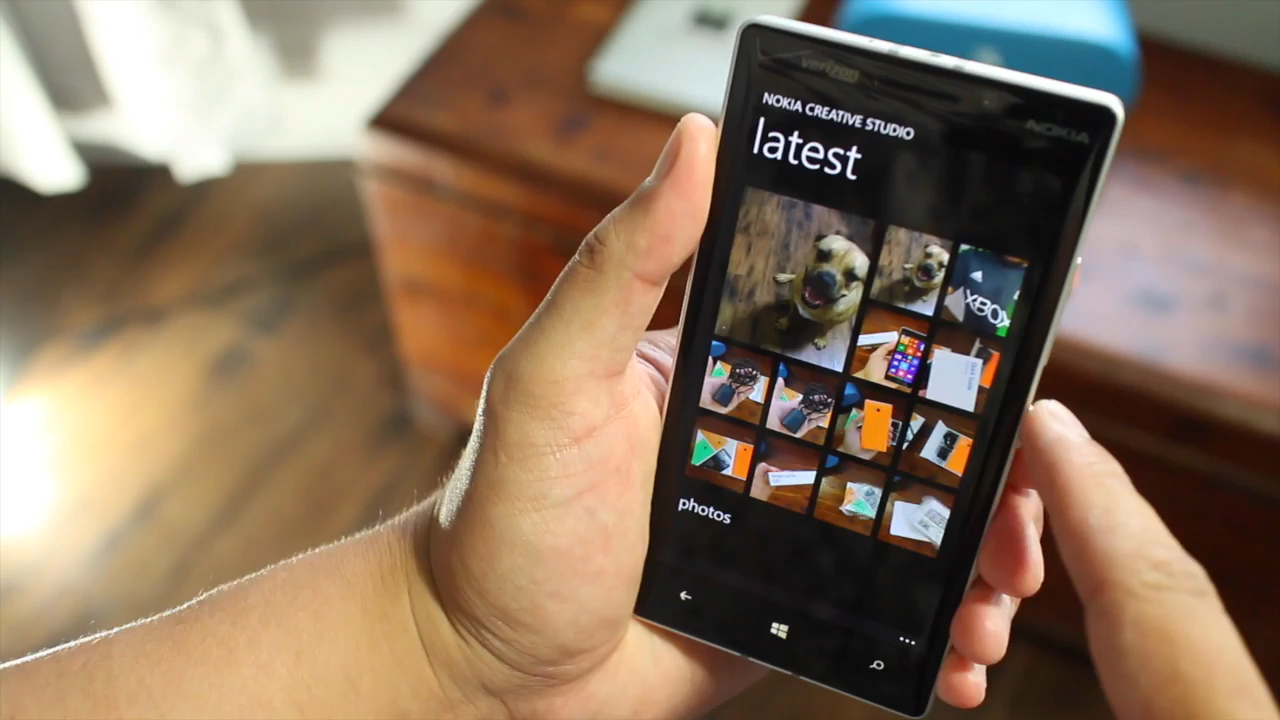 verizon
NOKIA
NOKIA CREATIVE STUDIO
latest
XBOX
photos